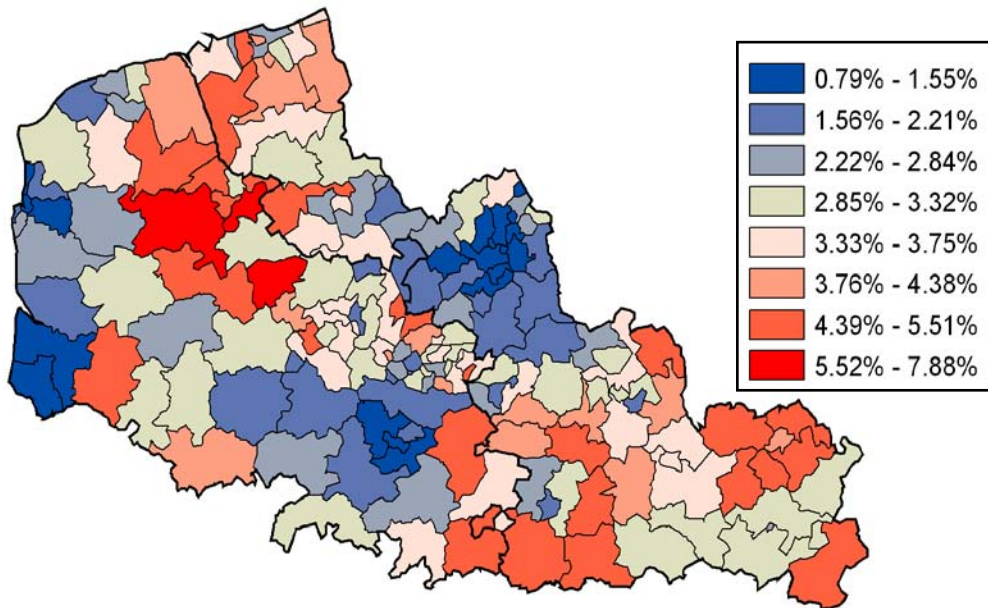 0.79% - 1.55%
1.56% - 2.21%
2.22% - 2.84%
2.85% - 3.32%
3.33% - 3.75%
3.76% - 4.38%
4.39% - 5.51%
5.52% - 7.88%